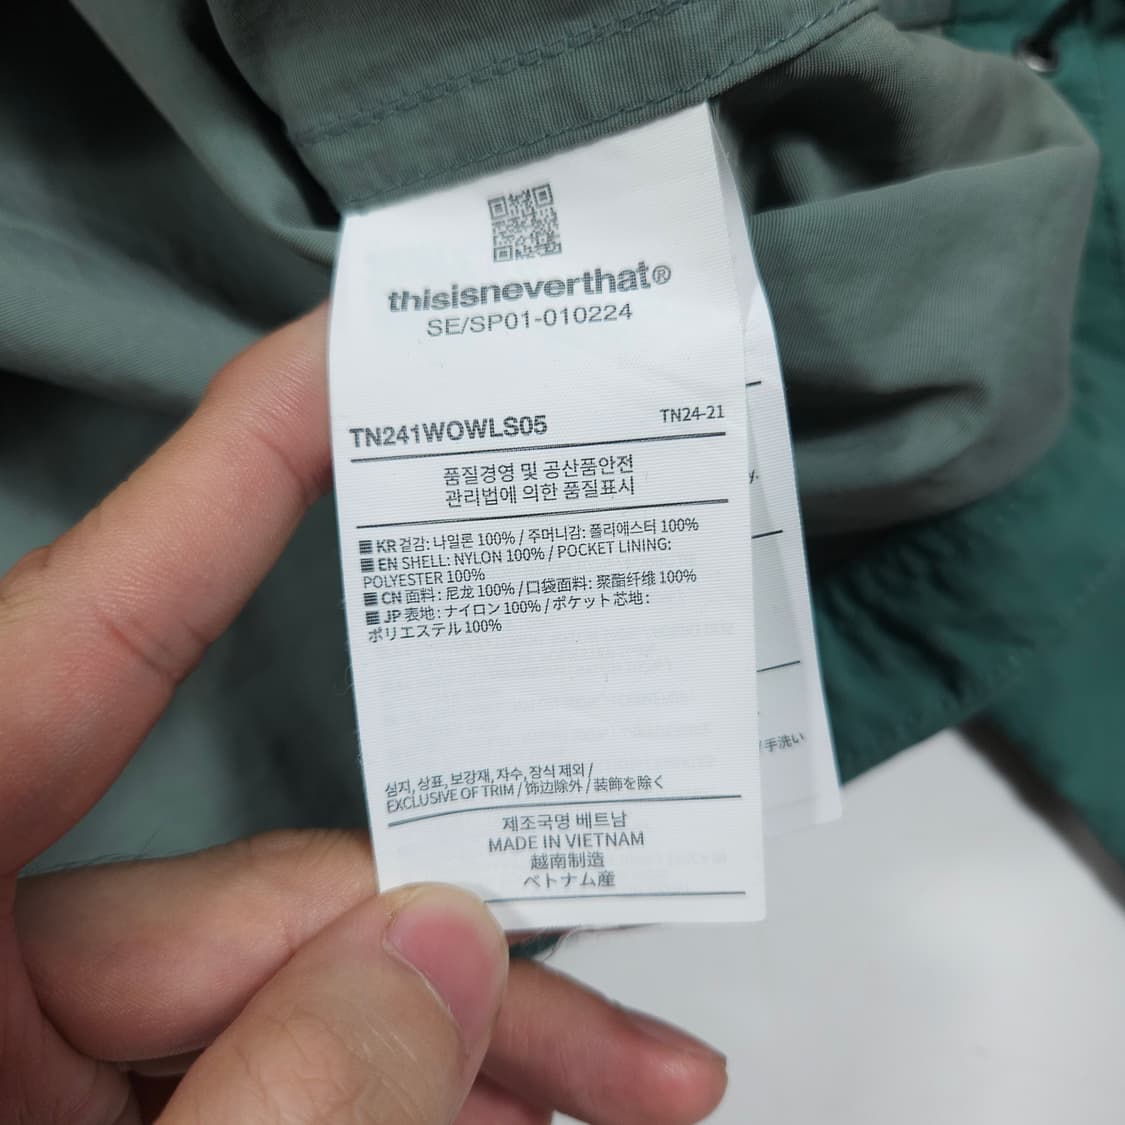 thisisneverthat®
SE/SP01-010224
TN241WOWLS05
TN24-21
품질경영 및 공산품안전
관리법에 의한 품질표시
KR 겉감: 나일론 100% / 주머니감: 폴리에스터 100%
EN SHELL: NYLON 100% / POCKET LINING:
POLYESTER 100%
CN 面料: 尼龙 100% / 口袋面料: 聚酯纤维 100%
JP 表地: ナイロン 100% / ポケット芯地:
ポリエステル 100%
심지, 상표, 보강재, 자수, 장식 제외 /
EXCLUSIVE OF TRIM / 饰边除外 / 装飾を除く
제조국명 베트남
MADE IN VIETNAM
越南制造
ベトナム産
y.
/ 手洗い